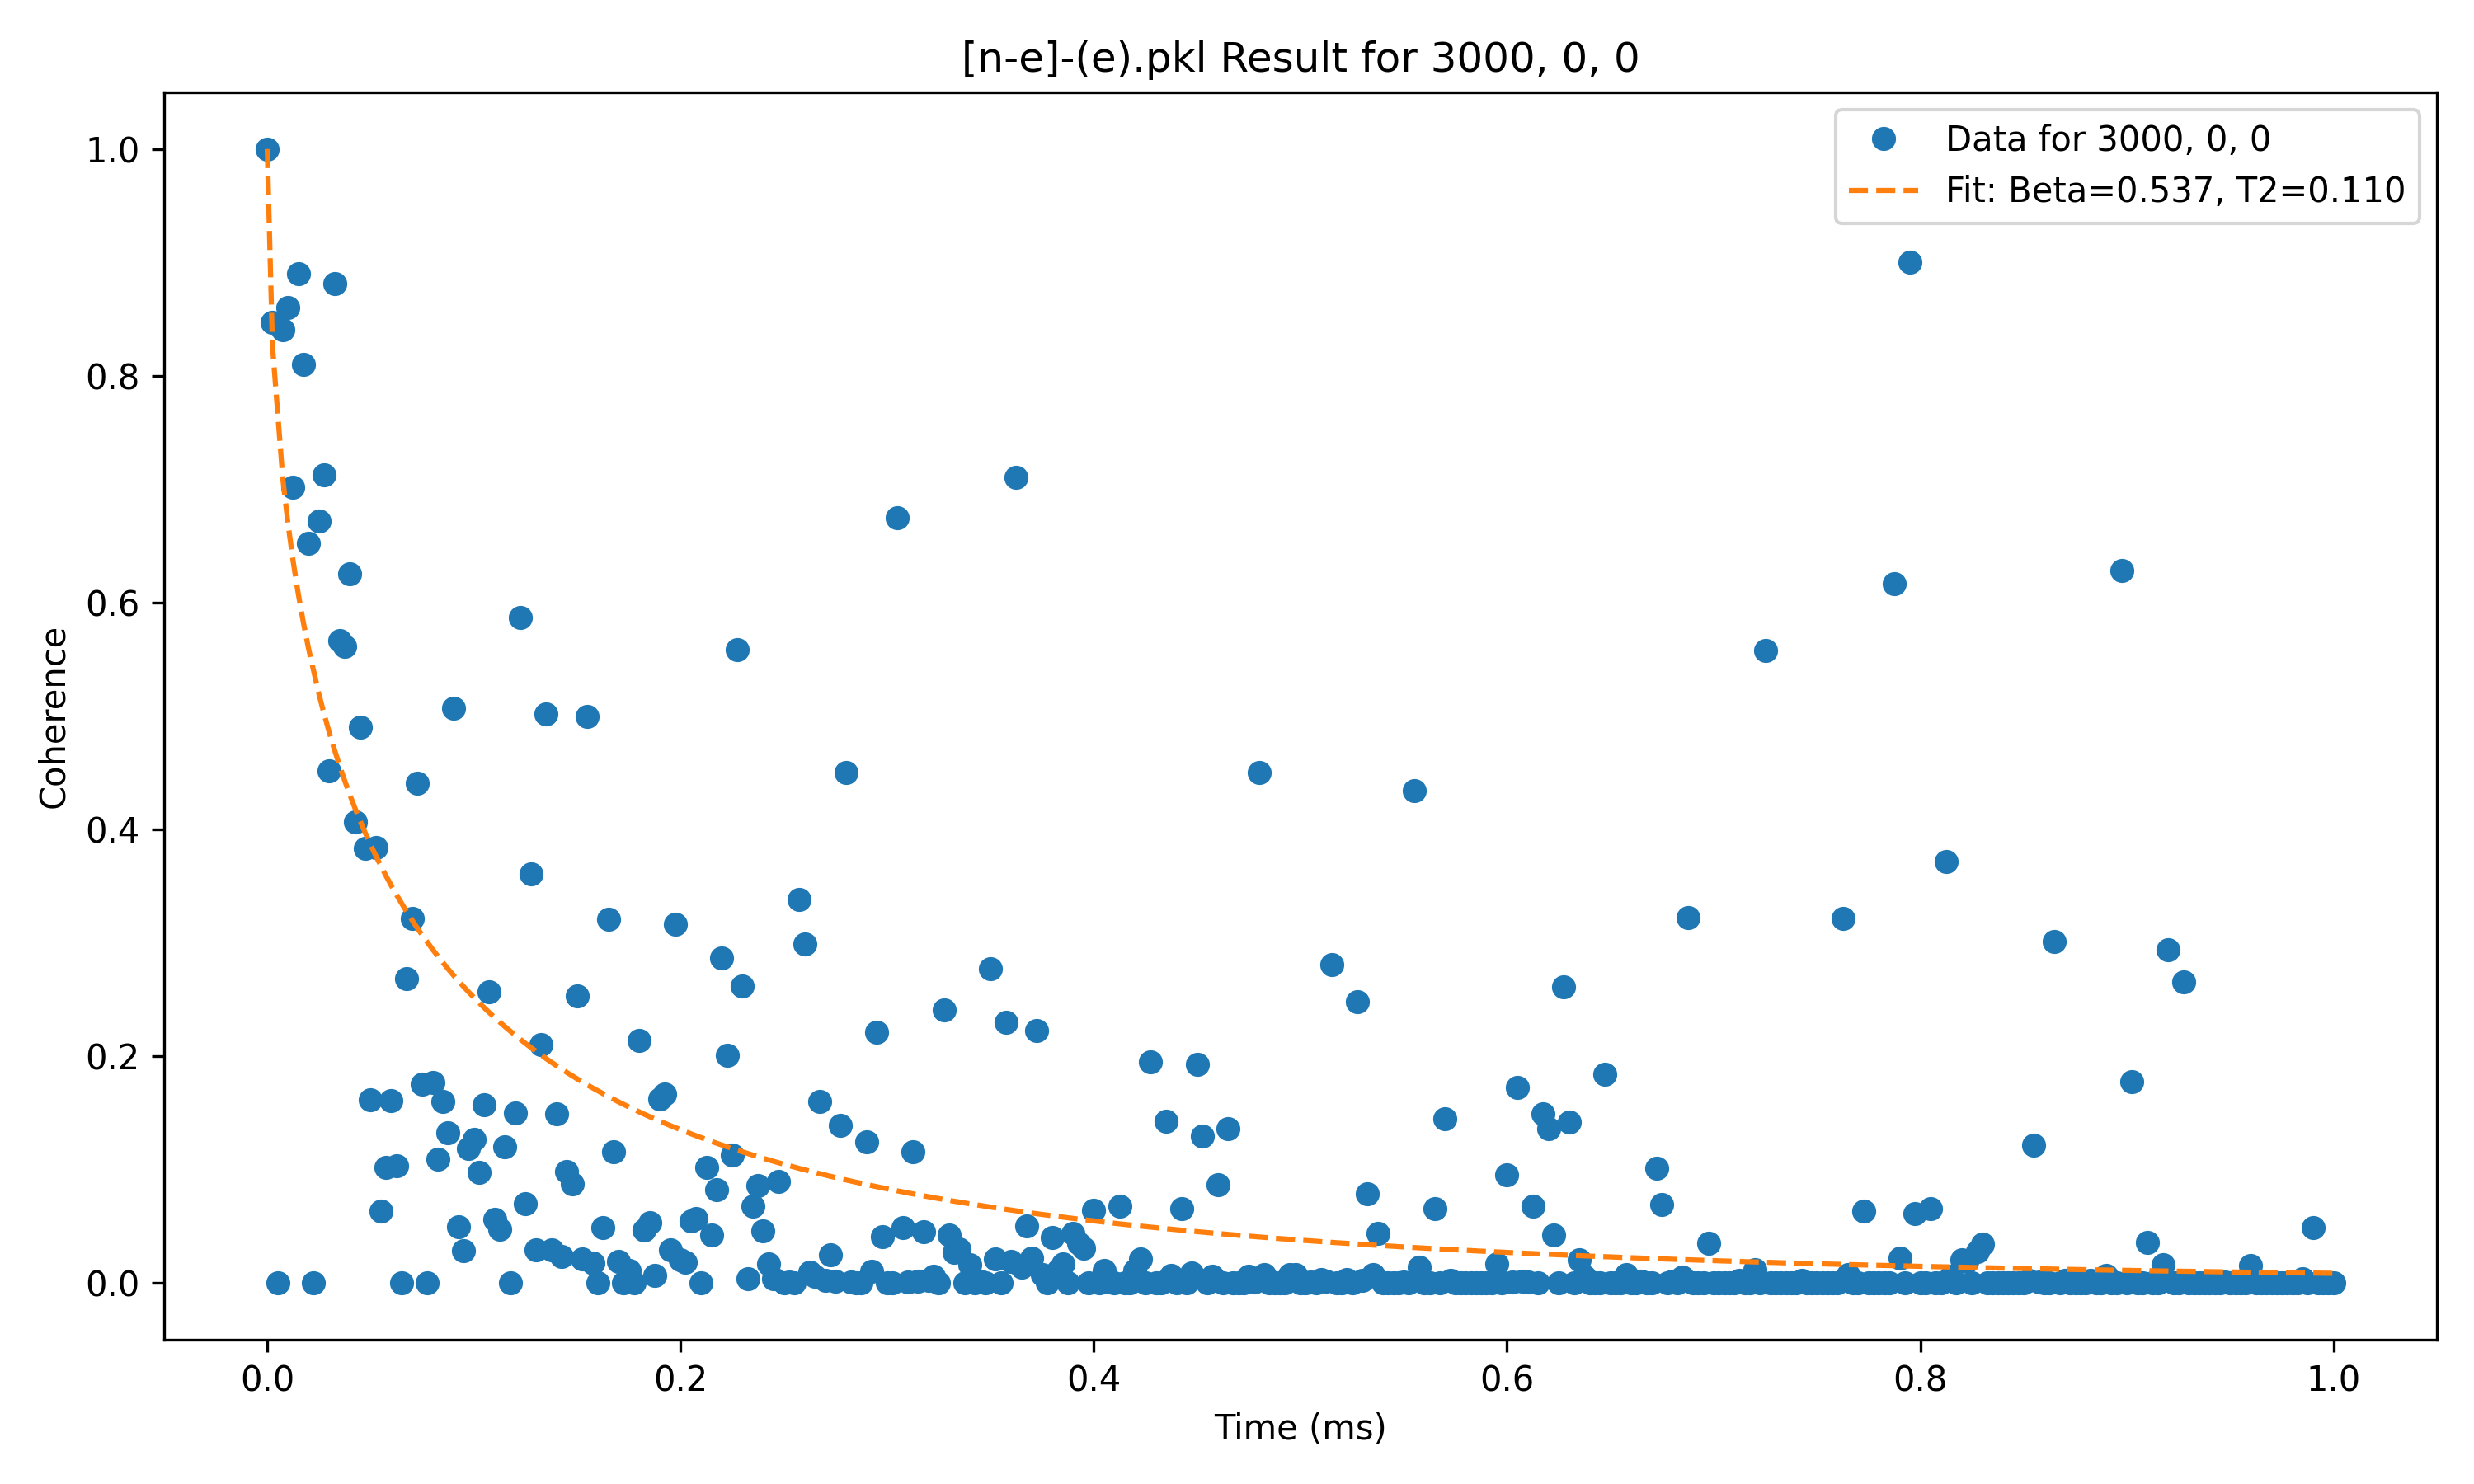 [n-e]-(e).pkl Result for 3000, 0, 0
Data for 3000, 0, 0
Fit: Beta=0.537, T2=0.110
1.0
0.8
0.6
0.4
0.2
0.0
Coherence
0.0 0.2 0.4 0.6 0.8 1.0
Time (ms)